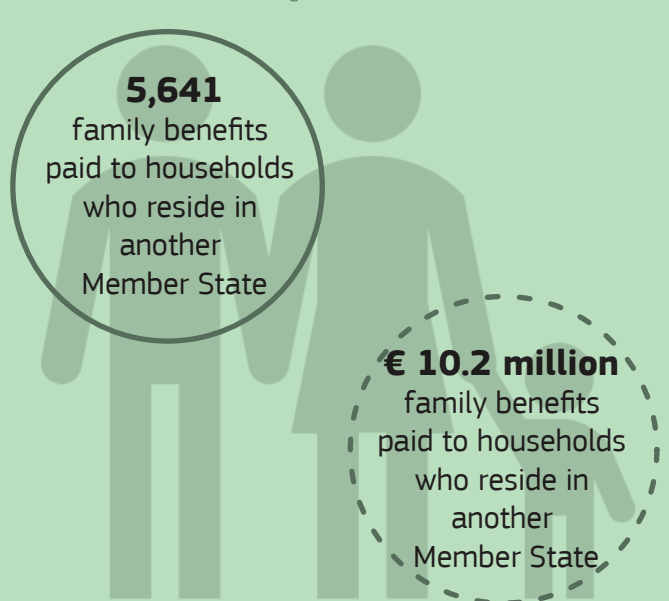 5,641
family benefits
paid to households
who reside in
another
Member State
€ 10.2 million
family benefits
paid to households
who reside in
another
Member State